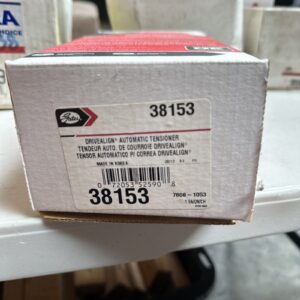 Gates
38153
DRIVEALIGN® AUTOMATIC TENSIONER
TENDEUR AUTO. DE COURROIE DRIVEALIGN®
TENSOR AUTOMATICO P/ CORREA DRIVEALIGN®
MADE IN KOREA
0 72053 52590 8
38153
7808-1053